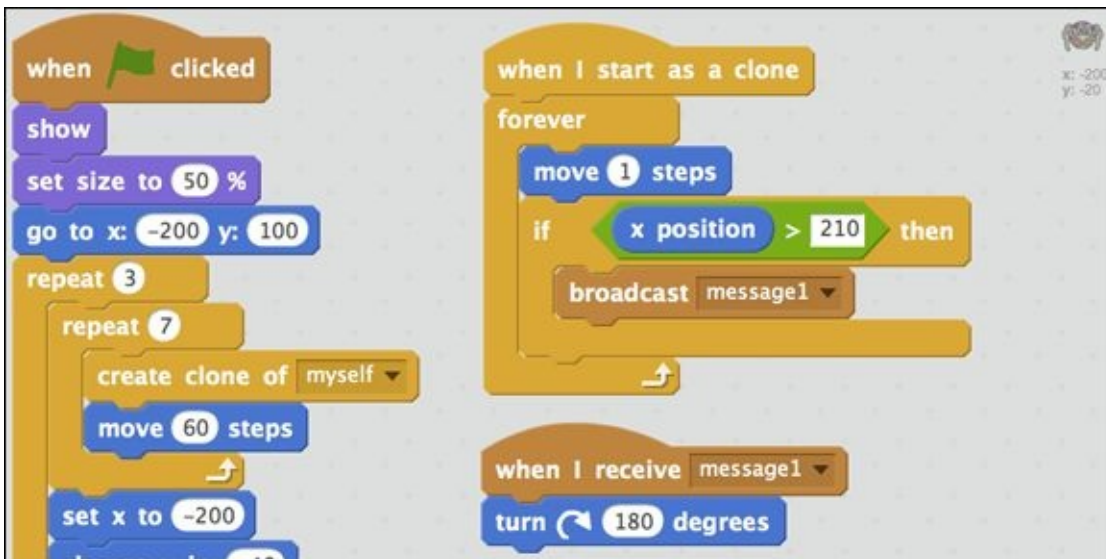 when clicked
show
set size to 50 %
go to x: -200 y: 100
repeat 3
repeat 7
create clone of myself
move 60 steps
set x to -200
when I start as a clone
forever
move 1 steps
if x position > 210 then
broadcast message1
when I receive message1
turn 180 degrees
x: -200
y: -20